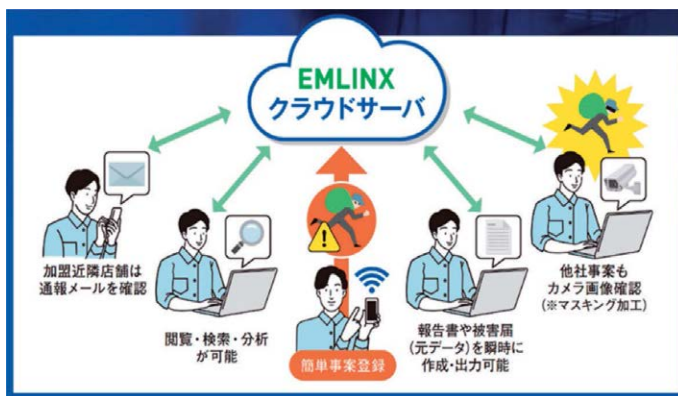 EMLINX
クラウドサーバ
加盟近隣店舗は
通報メールを確認
閲覧・検索・分析
が可能
簡単事案登録
報告書や被害届
(元データ)を瞬時に
作成・出力可能
他社事案も
カメラ画像確認
(※マスキング加工)